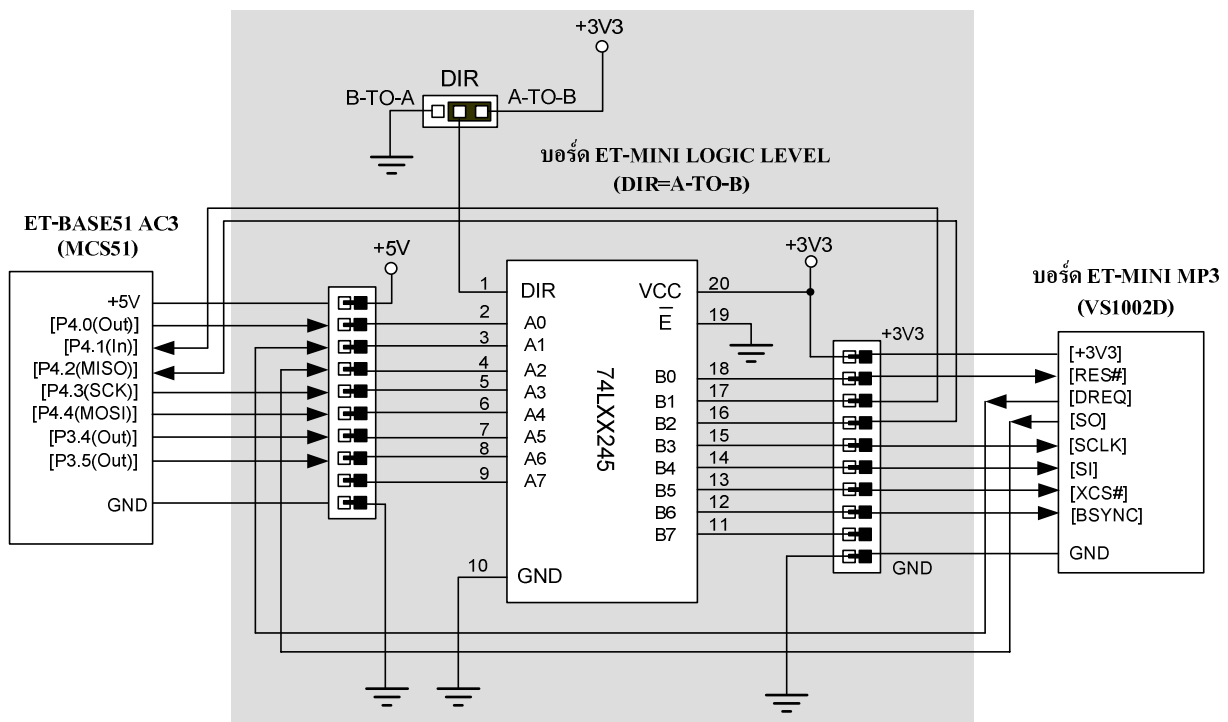 +3V3
DIR
B-TO-A
A-TO-B
บอร์ด ET-MINI LOGIC LEVEL
(DIR=A-TO-B)
ET-BASE51 AC3
(MCS51)
+5V
[P4.0(Out)]
[P4.1(In)]
[P4.2(MISO)]
[P4.3(SCK)]
[P4.4(MOSI)]
[P3.4(Out)]
[P3.5(Out)]
GND
+5V
1
2
3
4
5
6
7
8
9
10
DIR
A0
A1
A2
A3
A4
A5
A6
A7
GND
74LXX245
VCC
E
B0
B1
B2
B3
B4
B5
B6
B7
20
19
18
17
16
15
14
13
12
11
+3V3
+3V3
GND
บอร์ด ET-MINI MP3
(VS1002D)
[+3V3]
[RES#]
[DREQ]
[SO]
[SCLK]
[SI]
[XCS#]
[BSYNC]
GND